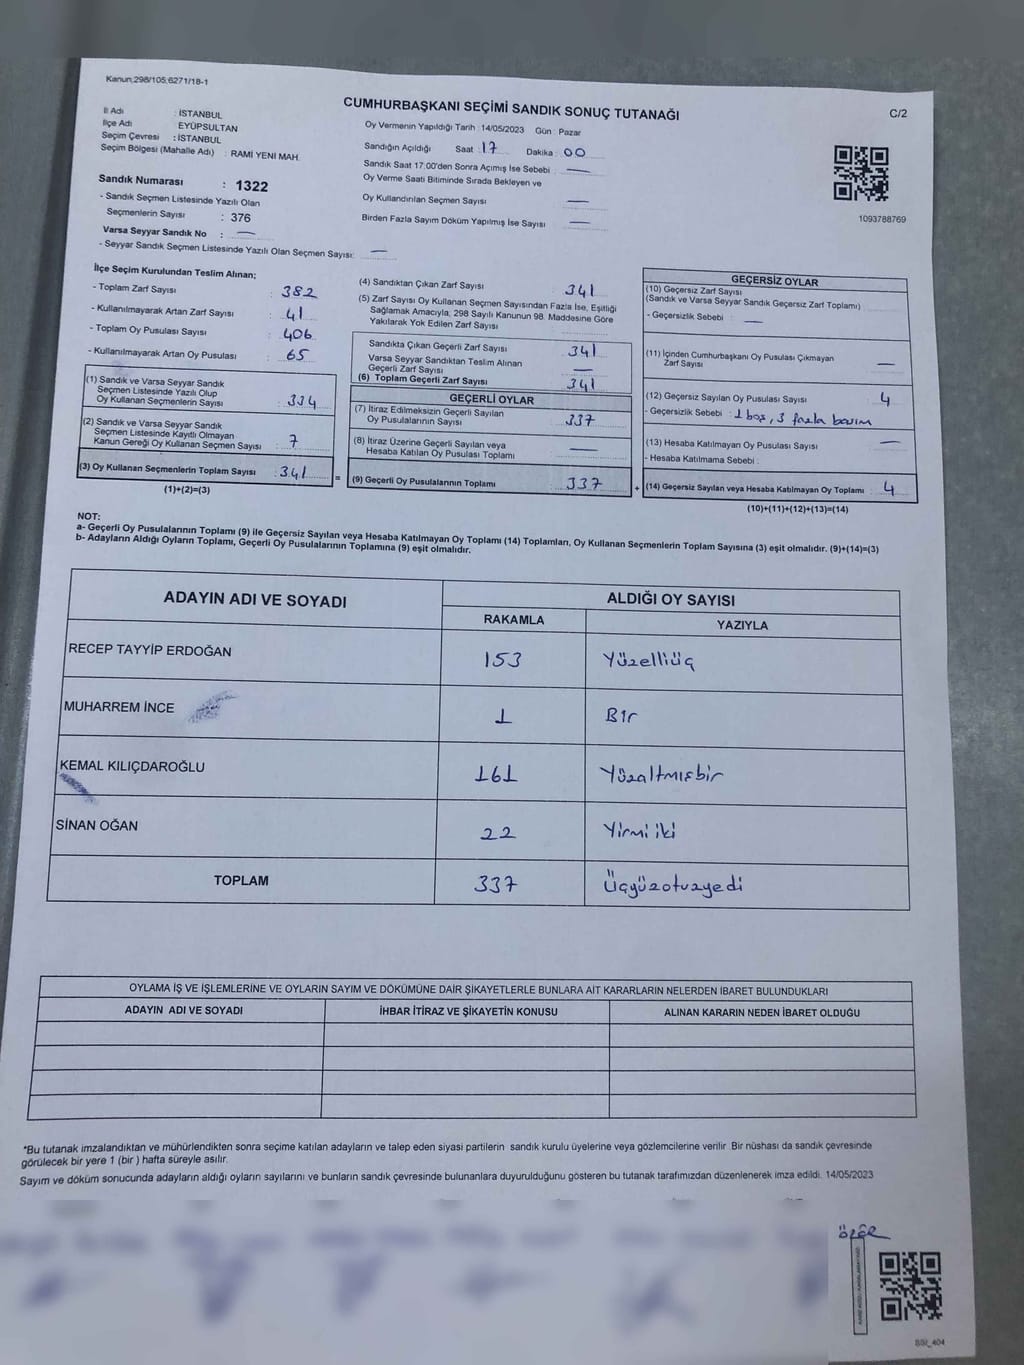 Kanun;298/105;6271/18-1
CUMHURBAŞKANI SEÇİMİ SANDIK SONUÇ TUTANAĞI
C/2
İl Adı : İSTANBUL
İlçe Adı : EYÜPSULTAN
Seçim Çevresi : İSTANBUL
Seçim Bölgesi (Mahalle Adı) : RAMİ YENİ MAH.
Sandık Numarası : 1322
- Sandık Seçmen Listesinde Yazılı Olan
Seçmenlerin Sayısı : 376
Varsa Seyyar Sandık No : —
- Seyyar Sandık Seçmen Listesinde Yazılı Olan Seçmen Sayısı: —
Oy Vermenin Yapıldığı Tarih : 14/05/2023 Gün : Pazar
Sandığın Açıldığı Saat : 17 Dakika : 00
Sandık Saat 17:00'den Sonra Açımış İse Sebebi : —
Oy Verme Saati Bitiminde Sırada Bekleyen ve
Oy Kullandırılan Seçmen Sayısı : —
Birden Fazla Sayım Döküm Yapılmış İse Sayısı : —
1093788769
İlçe Seçim Kurulundan Teslim Alınan;
- Toplam Zarf Sayısı : 382
- Kullanılmayarak Artan Zarf Sayısı : 41
- Toplam Oy Pusulası Sayısı : 406
- Kullanılmayarak Artan Oy Pusulası : 65
(1) Sandık ve Varsa Seyyar Sandık
Seçmen Listesinde Yazılı Olup
Oy Kullanan Seçmenlerin Sayısı : 334
(2) Sandık ve Varsa Seyyar Sandık
Seçmen Listesinde Kayıtlı Olmayan
Kanun Gereği Oy Kullanan Seçmen Sayısı : 7
(3) Oy Kullanan Seçmenlerin Toplam Sayısı : 341
(1)+(2)=(3)
=
(4) Sandıktan Çıkan Zarf Sayısı 341
(5) Zarf Sayısı Oy Kullanan Seçmen Sayısından Fazla İse, Eşitliği
Sağlamak Amacıyla, 298 Sayılı Kanunun 98. Maddesine Göre
Yakılarak Yok Edilen Zarf Sayısı
Sandıkta Çıkan Geçerli Zarf Sayısı 341
Varsa Seyyar Sandıktan Teslim Alınan
Geçerli Zarf Sayısı —
(6) Toplam Geçerli Zarf Sayısı 341
GEÇERLİ OYLAR
(7) İtiraz Edilmeksizin Geçerli Sayılan
Oy Pusulalarının Sayısı 337
(8) İtiraz Üzerine Geçerli Sayılan veya
Hesaba Katılan Oy Pusulası Toplamı —
(9) Geçerli Oy Pusulalarının Toplamı 337
+
GEÇERSİZ OYLAR
(10) Geçersiz Zarf Sayısı
(Sandık ve Varsa Seyyar Sandık Geçersiz Zarf Toplamı)
- Geçersizlik Sebebi : —
(11) İçinden Cumhurbaşkanı Oy Pusulası Çıkmayan
Zarf Sayısı —
(12) Geçersiz Sayılan Oy Pusulası Sayısı 4
- Geçersizlik Sebebi : 1 boş, 3 fazla basım
(13) Hesaba Katılmayan Oy Pusulası Sayısı —
- Hesaba Katılmama Sebebi :
(14) Geçersiz Sayılan veya Hesaba Katılmayan Oy Toplamı : 4
(10)+(11)+(12)+(13)=(14)
NOT:
a- Geçerli Oy Pusulalarının Toplamı (9) ile Geçersiz Sayılan veya Hesaba Katılmayan Oy Toplamı (14) Toplamları, Oy Kullanan Seçmenlerin Toplam Sayısına (3) eşit olmalıdır. (9)+(14)=(3)
b- Adayların Aldığı Oyların Toplamı, Geçerli Oy Pusulalarının Toplamına (9) eşit olmalıdır.
ADAYIN ADI VE SOYADI ALDIĞI OY SAYISI
RAKAMLA YAZIYLA
RECEP TAYYİP ERDOĞAN 153 Yüzelliüç
MUHARREM İNCE 1 Bir
KEMAL KILIÇDAROĞLU 161 Yüzaltmışbir
SİNAN OĞAN 22 Yirmi iki
TOPLAM 337 Üçyüzotuzyedi
OYLAMA İŞ VE İŞLEMLERİNE VE OYLARIN SAYIM VE DÖKÜMÜNE DAİR ŞİKAYETLERLE BUNLARA AİT KARARLARIN NELERDEN İBARET BULUNDUKLARI
ADAYIN ADI VE SOYADI İHBAR İTİRAZ VE ŞİKAYETİN KONUSU ALINAN KARARIN NEDEN İBARET OLDUĞU
*Bu tutanak imzalandıktan ve mühürlendikten sonra seçime katılan adayların ve talep eden siyasi partilerin sandık kurulu üyelerine veya gözlemcilerine verilir. Bir nüshası da sandık çevresinde
görülecek bir yere 1 (bir ) hafta süreyle asılır.
Sayım ve döküm sonucunda adayların aldığı oyların sayılarını ve bunların sandık çevresinde bulunanlara duyurulduğunu gösteren bu tutanak tarafımızdan düzenlenerek imza edildi. 14/05/2023